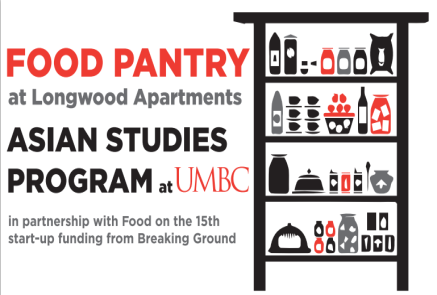 FOOD PANTRY
at Longwood Apartments
ASIAN STUDIES
PROGRAM at UMBC
in partnership with Food on the 15th
start-up funding from Breaking Ground